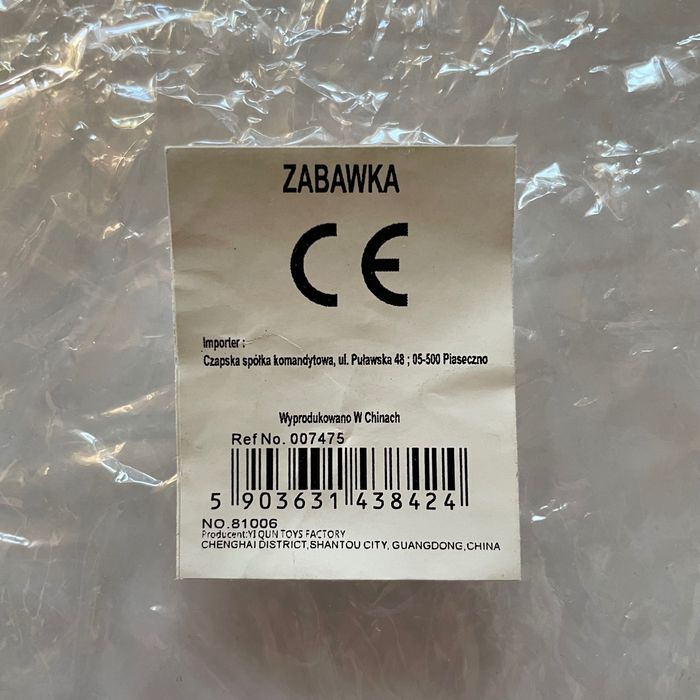 ZABAWKA
CE
Importer :
Czapska spółka komandytowa, ul. Puławska 48 ; 05-500 Piaseczno
Wyprodukowano W Chinach
Ref No. 007475
5 903631 438424
NO.81006
Producent:YI QUN TOYS FACTORY
CHENGHAI DISTRICT,SHANTOU CITY, GUANGDONG,CHINA